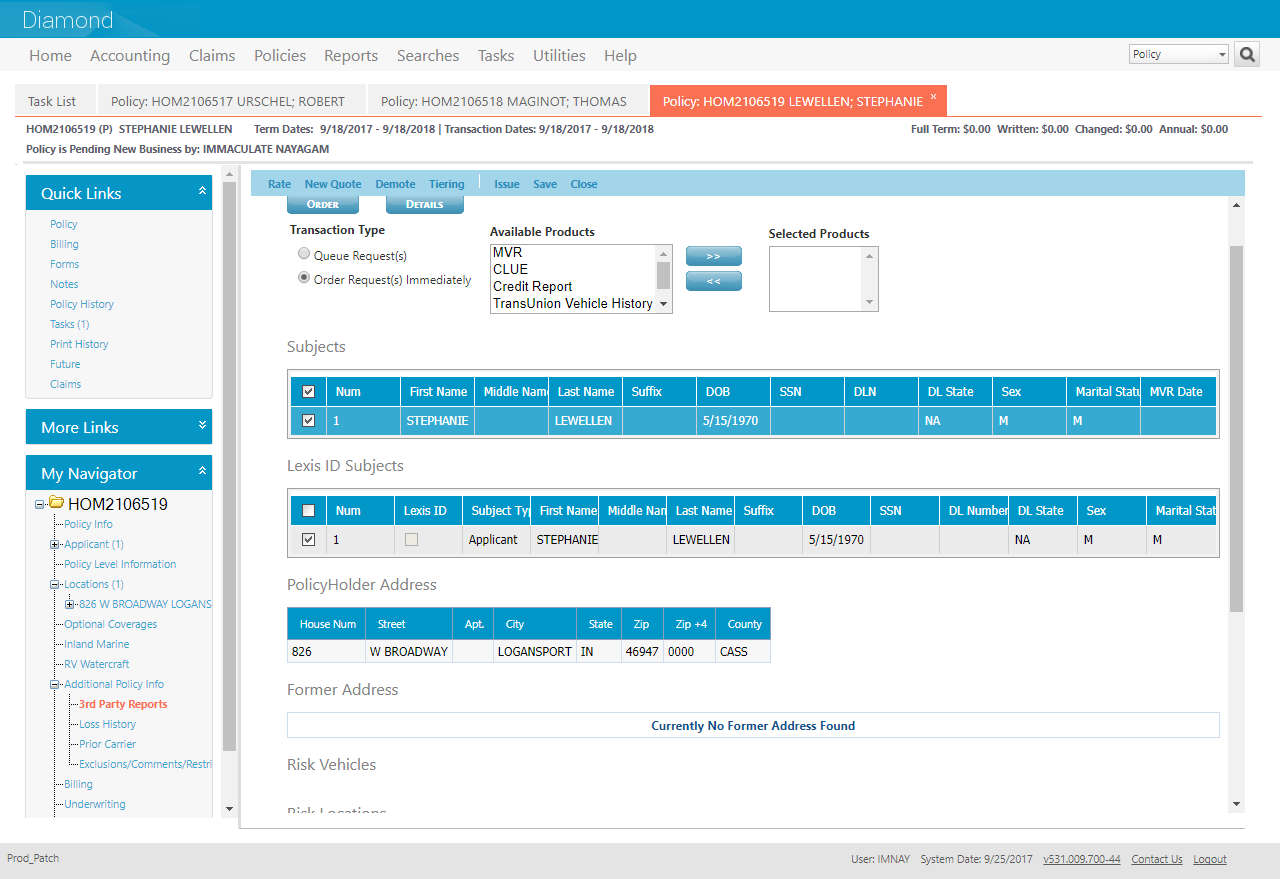 Diamond
Home Accounting Claims Policies Reports Searches Tasks Utilities Help Policy
Task List Policy: HOM2106517 URSCHEL; ROBERT Policy: HOM2106518 MAGINOT; THOMAS Policy: HOM2106519 LEWELLEN; STEPHANIE x
HOM2106519 (P) STEPHANIE LEWELLEN Term Dates: 9/18/2017 - 9/18/2018 | Transaction Dates: 9/18/2017 - 9/18/2018 Full Term: $0.00 Written: $0.00 Changed: $0.00 Annual: $0.00
Policy is Pending New Business by: IMMACULATE NAYAGAM
Quick Links
Policy
Billing
Forms
Notes
Policy History
Tasks (1)
Print History
Future
Claims
More Links
My Navigator
HOM2106519
Policy Info
Applicant (1)
Policy Level Information
Locations (1)
826 W BROADWAY LOGANS
Optional Coverages
Inland Marine
RV Watercraft
Additional Policy Info
3rd Party Reports
Loss History
Prior Carrier
Exclusions/Comments/Restri
Billing
Underwriting
Rate New Quote Demote Tiering Issue Save Close
Order Details
Transaction Type
Queue Request(s)
Order Request(s) Immediately
Available Products
MVR
CLUE
Credit Report
TransUnion Vehicle History
>>
<<
Selected Products
Subjects
Num First Name Middle Name Last Name Suffix DOB SSN DLN DL State Sex Marital Statu MVR Date
1 STEPHANIE LEWELLEN 5/15/1970 NA M M
Lexis ID Subjects
Num Lexis ID Subject Typ First Name Middle Nam Last Name Suffix DOB SSN DL Number DL State Sex Marital Stat
1 Applicant STEPHANIE LEWELLEN 5/15/1970 NA M M
PolicyHolder Address
House Num Street Apt. City State Zip Zip +4 County
826 W BROADWAY LOGANSPORT IN 46947 0000 CASS
Former Address
Currently No Former Address Found
Risk Vehicles
Risk Locations
Prod_Patch User: IMNAY System Date: 9/25/2017 v531.009.700-44 Contact Us Logout